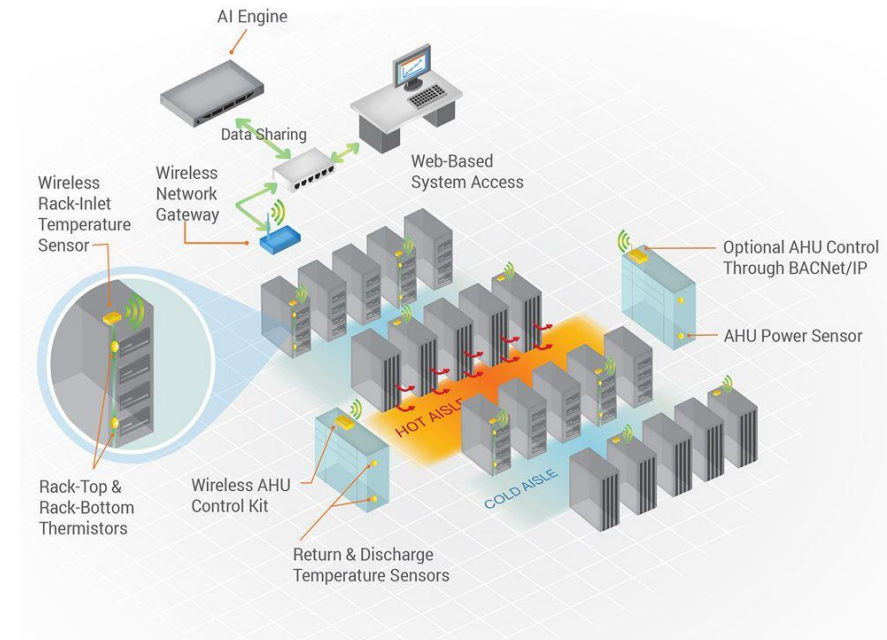 AI Engine
Data Sharing
Web-Based
System Access
Wireless
Network
Gateway
Wireless
Rack-Inlet
Temperature
Sensor
Optional AHU Control
Through BACNet/IP
AHU Power Sensor
HOT AISLE
COLD AISLE
Rack-Top &
Rack-Bottom
Thermistors
Wireless AHU
Control Kit
Return & Discharge
Temperature Sensors